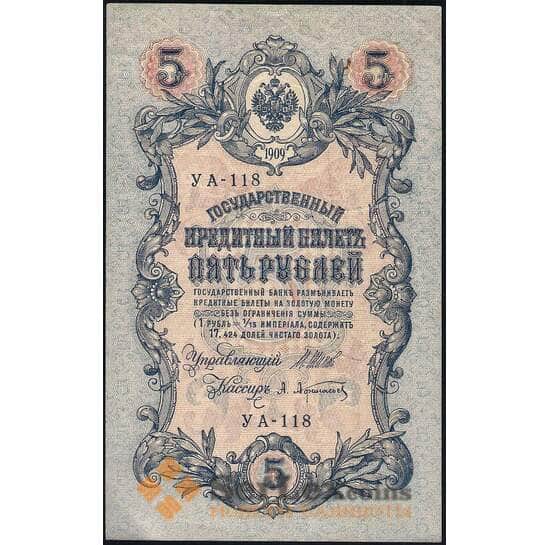 5 5
1909
УА-118
ГОСУДАРСТВЕННЫЙ
КРЕДИТНЫЙ БИЛЕТЪ
ПЯТЬ РУБЛЕЙ
ГОСУДАРСТВЕННЫЙ БАНКЪ РАЗМѢНИВАЕТЪ
КРЕДИТНЫЕ БИЛЕТЫ НА ЗОЛОТУЮ МОНЕТУ
БЕЗЪ ОГРАНИЧЕНІЯ СУММЫ
(1 РУБЛЬ = 1/15 ИМПЕРІАЛА, СОДЕРЖИТЪ
17,424 ДОЛЕЙ ЧИСТАГО ЗОЛОТА).
Управляющій
Кассиръ А. Афанасьев
УА-118
5